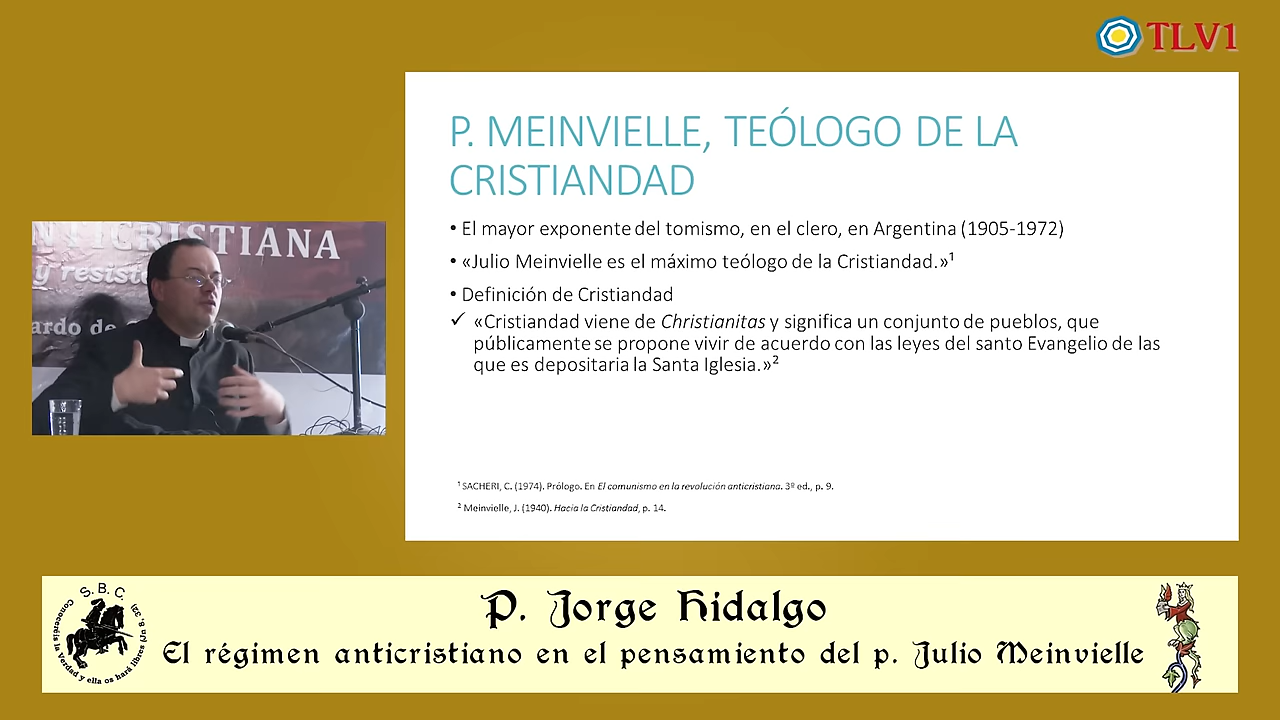 TLV1
P. MEINVIELLE, TEÓLOGO DE LA
CRISTIANDAD
• El mayor exponente del tomismo, en el clero, en Argentina (1905-1972)
• «Julio Meinvielle es el máximo teólogo de la Cristiandad.»¹
• Definición de Cristiandad
✓ «Cristiandad viene de Christianitas y significa un conjunto de pueblos, que
públicamente se propone vivir de acuerdo con las leyes del santo Evangelio de las
que es depositaria la Santa Iglesia.»²
¹ SACHERI, C. (1974). Prólogo. En El comunismo en la revolución anticristiana. 3º ed., p. 9.
² Meinvielle, J. (1940). Hacia la Cristiandad, p. 14.
NTICRISTIANA
y resist
ardo de
S. B. C.
Conoceréis la Verdad y ella os hará libres (Jn 8, 32)
P. Jorge Hidalgo
El régimen anticristiano en el pensamiento del p. Julio Meinvielle